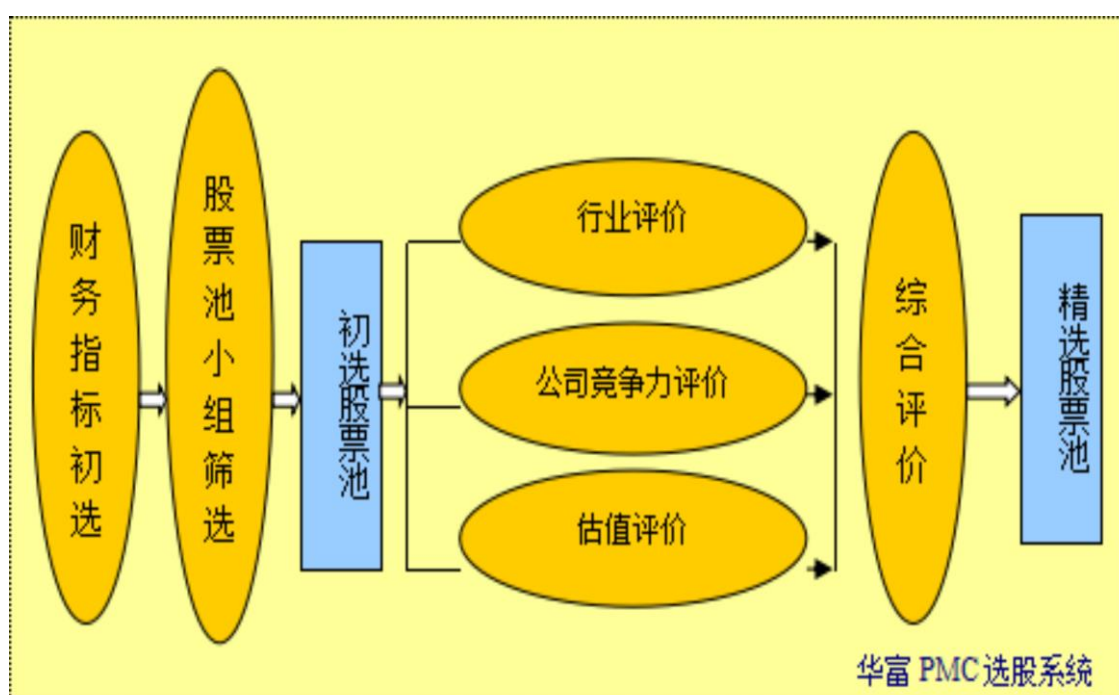 财务指标初选
股票池小组筛选
初选股票池
行业评价
公司竞争力评价
估值评价
综合评价
精选股票池
华富 PMC 选股系统